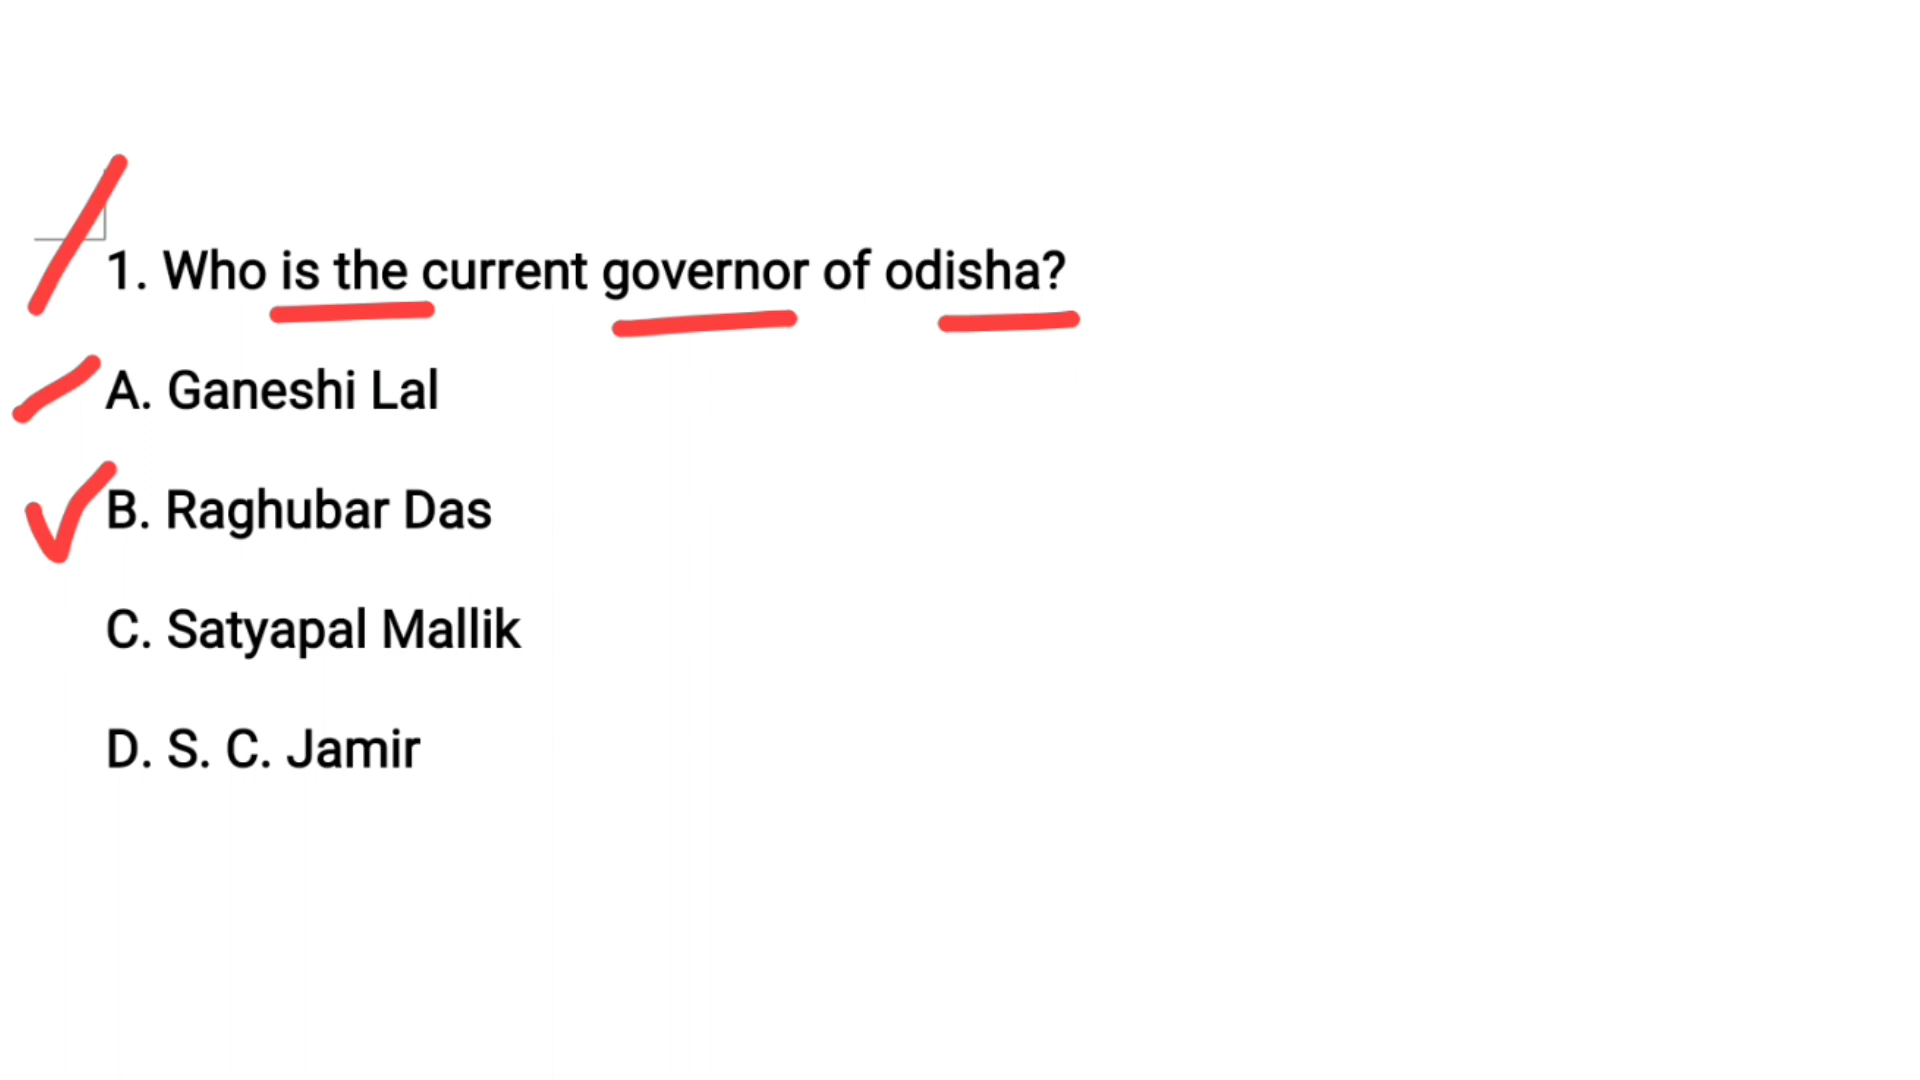 1. Who is the current governor of odisha?
A. Ganeshi Lal
B. Raghubar Das
C. Satyapal Mallik
D. S. C. Jamir